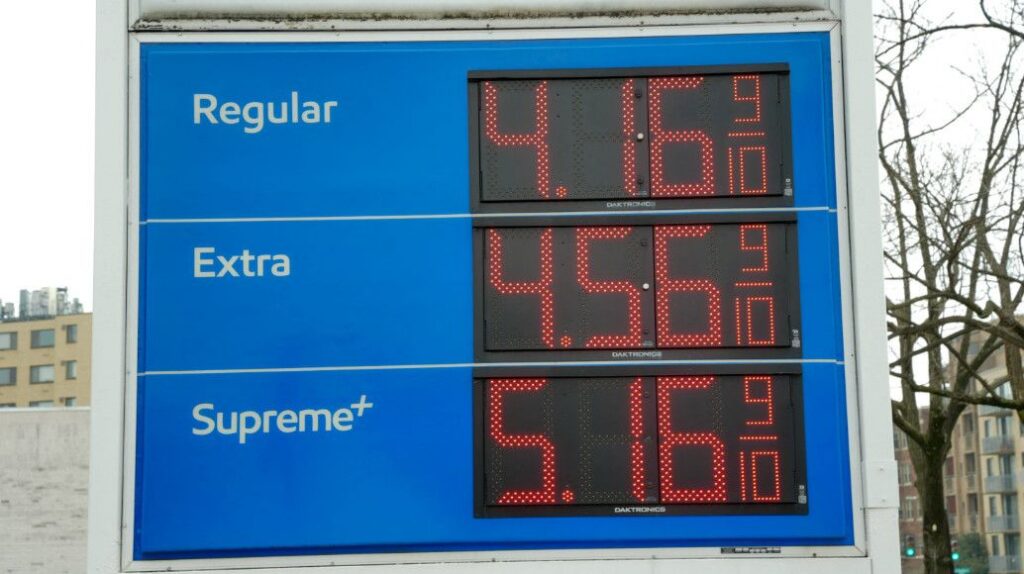 Regular 4.16 9/10
DAKTRONICS
Extra 4.56 9/10
DAKTRONICS
Supreme+ 5.16 9/10
DAKTRONICS